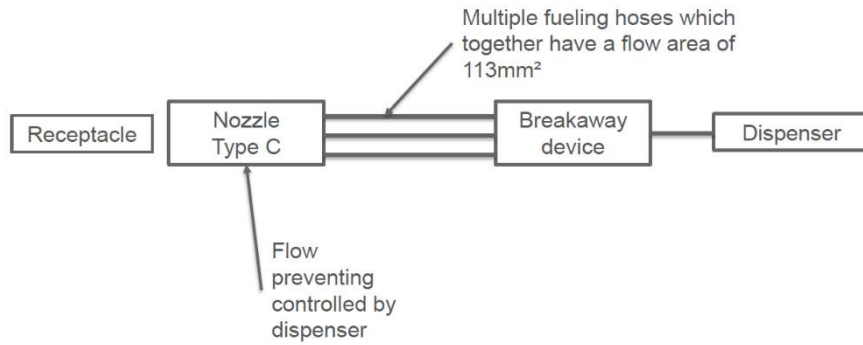 Multiple fueling hoses which
together have a flow area of
113mm²
Receptacle
Nozzle
Type C
Breakaway
device
Dispenser
Flow
preventing
controlled by
dispenser